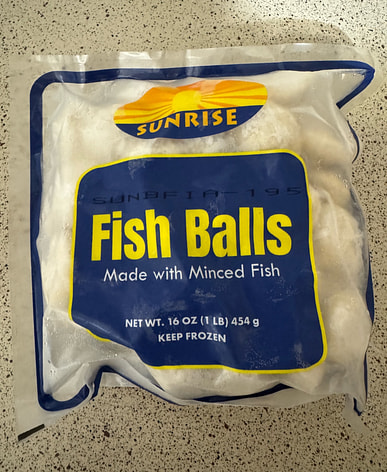 SUNRISE
SUNBFIA-195
Fish Balls
Made with Minced Fish
NET WT. 16 OZ (1 LB) 454 g
KEEP FROZEN